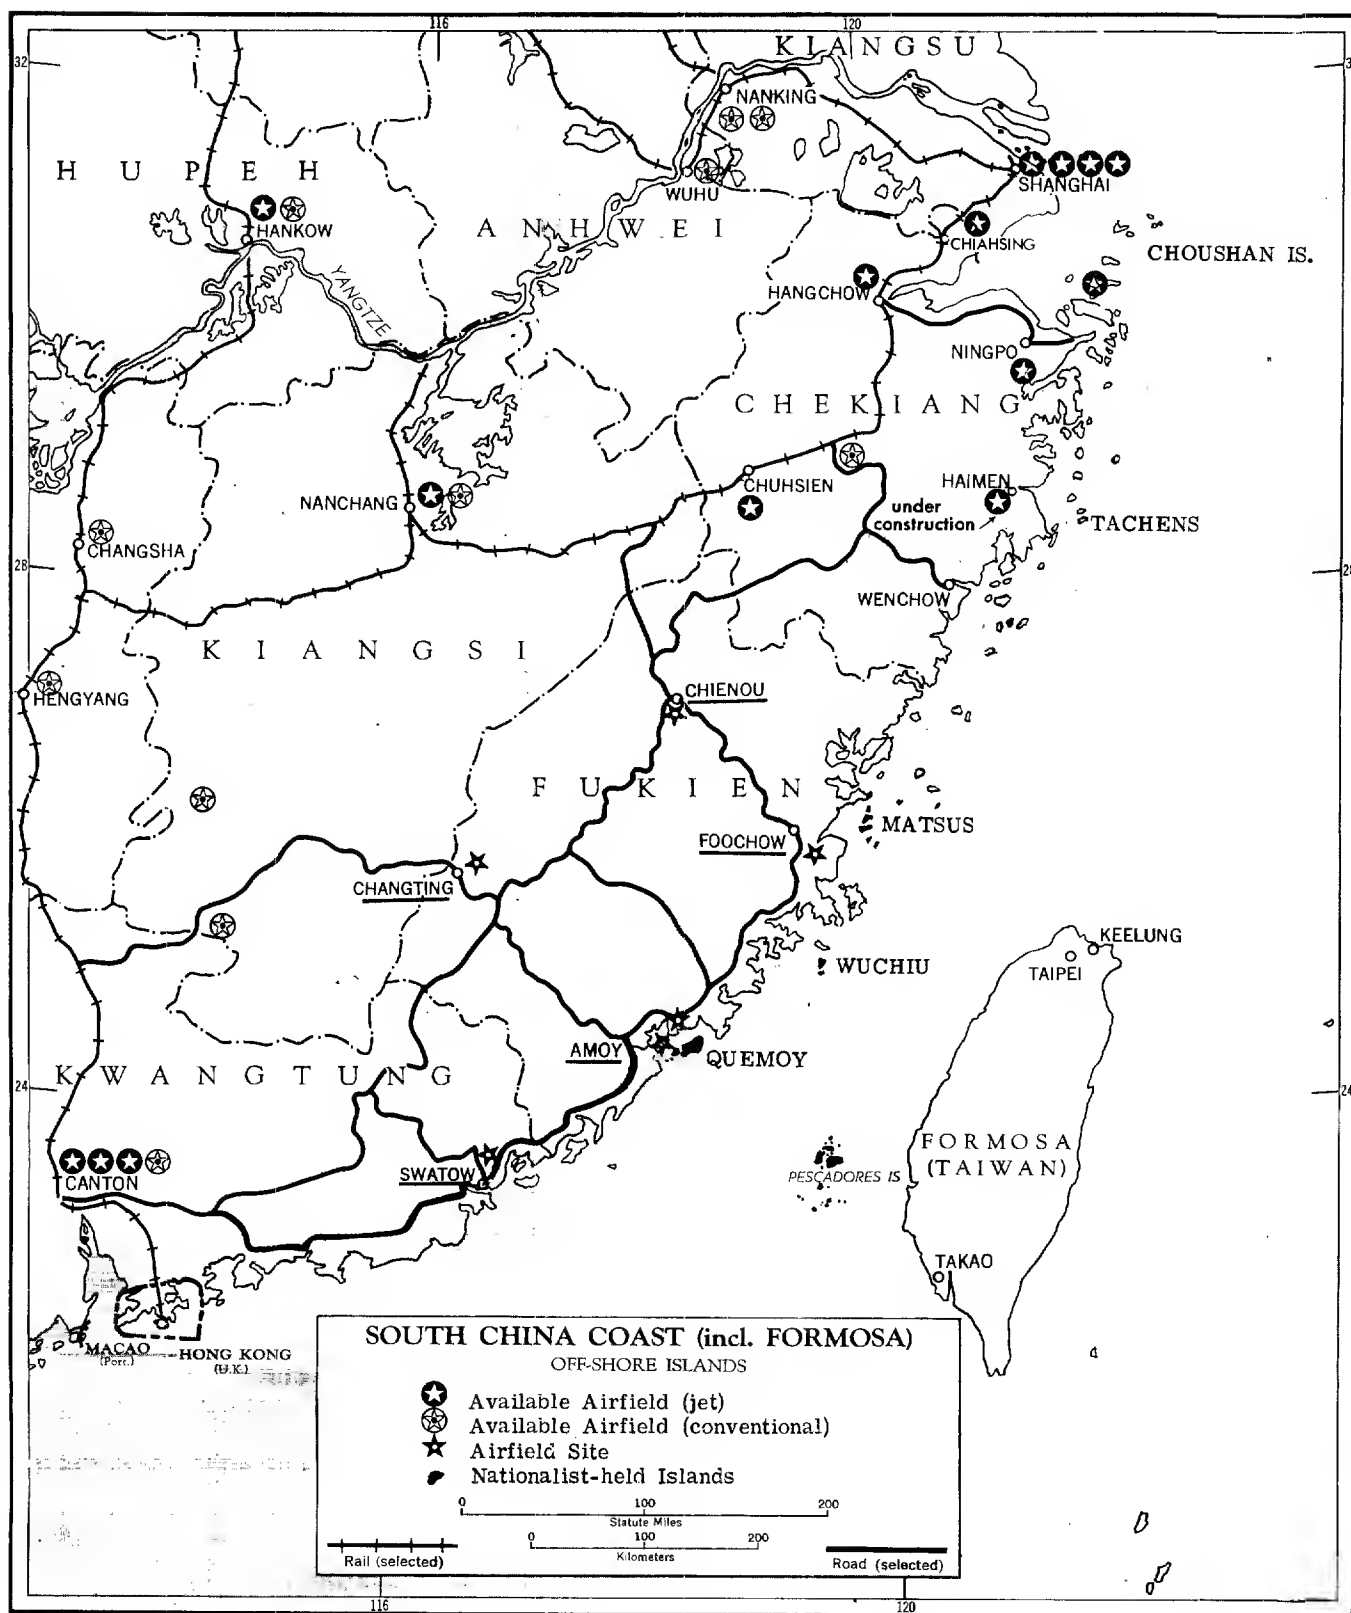 116
120
KIANGSU
32
NANKING
HUPEH
WUHU
SHANGHAI
HANKOW
ANHWEI
CHIAHSING
CHOUSHAN IS.
YANGTZE
HANGCHOW
NINGPO
CHEKIANG
NANCHANG
CHUHSIEN
HAIMEN
under
construction
TACHENS
CHANGSHA
28
28
WENCHOW
KIANGSI
HENGYANG
CHIENOU
FUKIEN
MATSUS
FOOCHOW
CHANGTING
KEELUNG
TAIPEI
WUCHIU
AMOY
QUEMOY
KWANGTUNG
24
24
FORMOSA
(TAIWAN)
PESCADORES IS
CANTON
SWATOW
TAKAO
MACAO
(Port.)
HONG KONG
(U.K.)
SOUTH CHINA COAST (incl. FORMOSA)
OFF-SHORE ISLANDS
Available Airfield (jet)
Available Airfield (conventional)
Airfield Site
Nationalist-held Islands
0 100 200
Statute Miles
0 100 200
Kilometers
Rail (selected)
Road (selected)
116
120